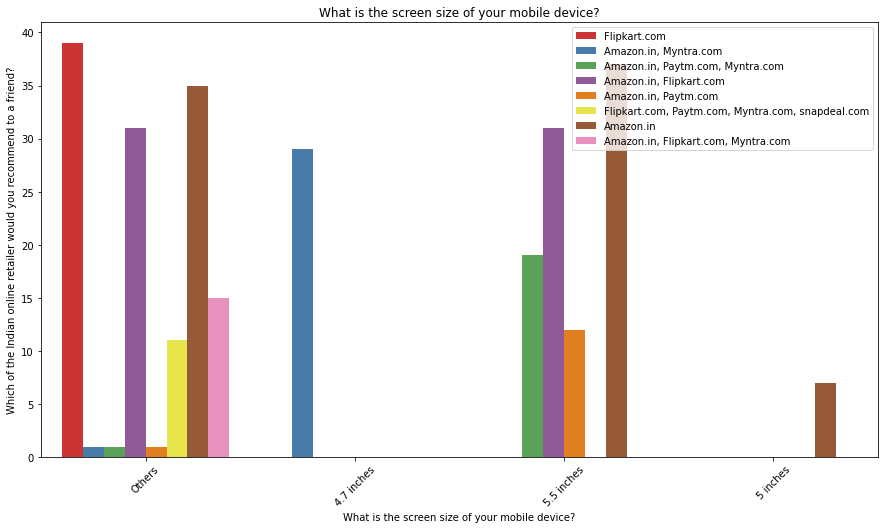 What is the screen size of your mobile device?
Which of the Indian online retailer would you recommend to a friend?
40
35
30
25
20
15
10
5
0
Flipkart.com
Amazon.in, Myntra.com
Amazon.in, Paytm.com, Myntra.com
Amazon.in, Flipkart.com
Amazon.in, Paytm.com
Flipkart.com, Paytm.com, Myntra.com, snapdeal.com
Amazon.in
Amazon.in, Flipkart.com, Myntra.com
Others
4.7 inches
5.5 inches
5 inches
What is the screen size of your mobile device?